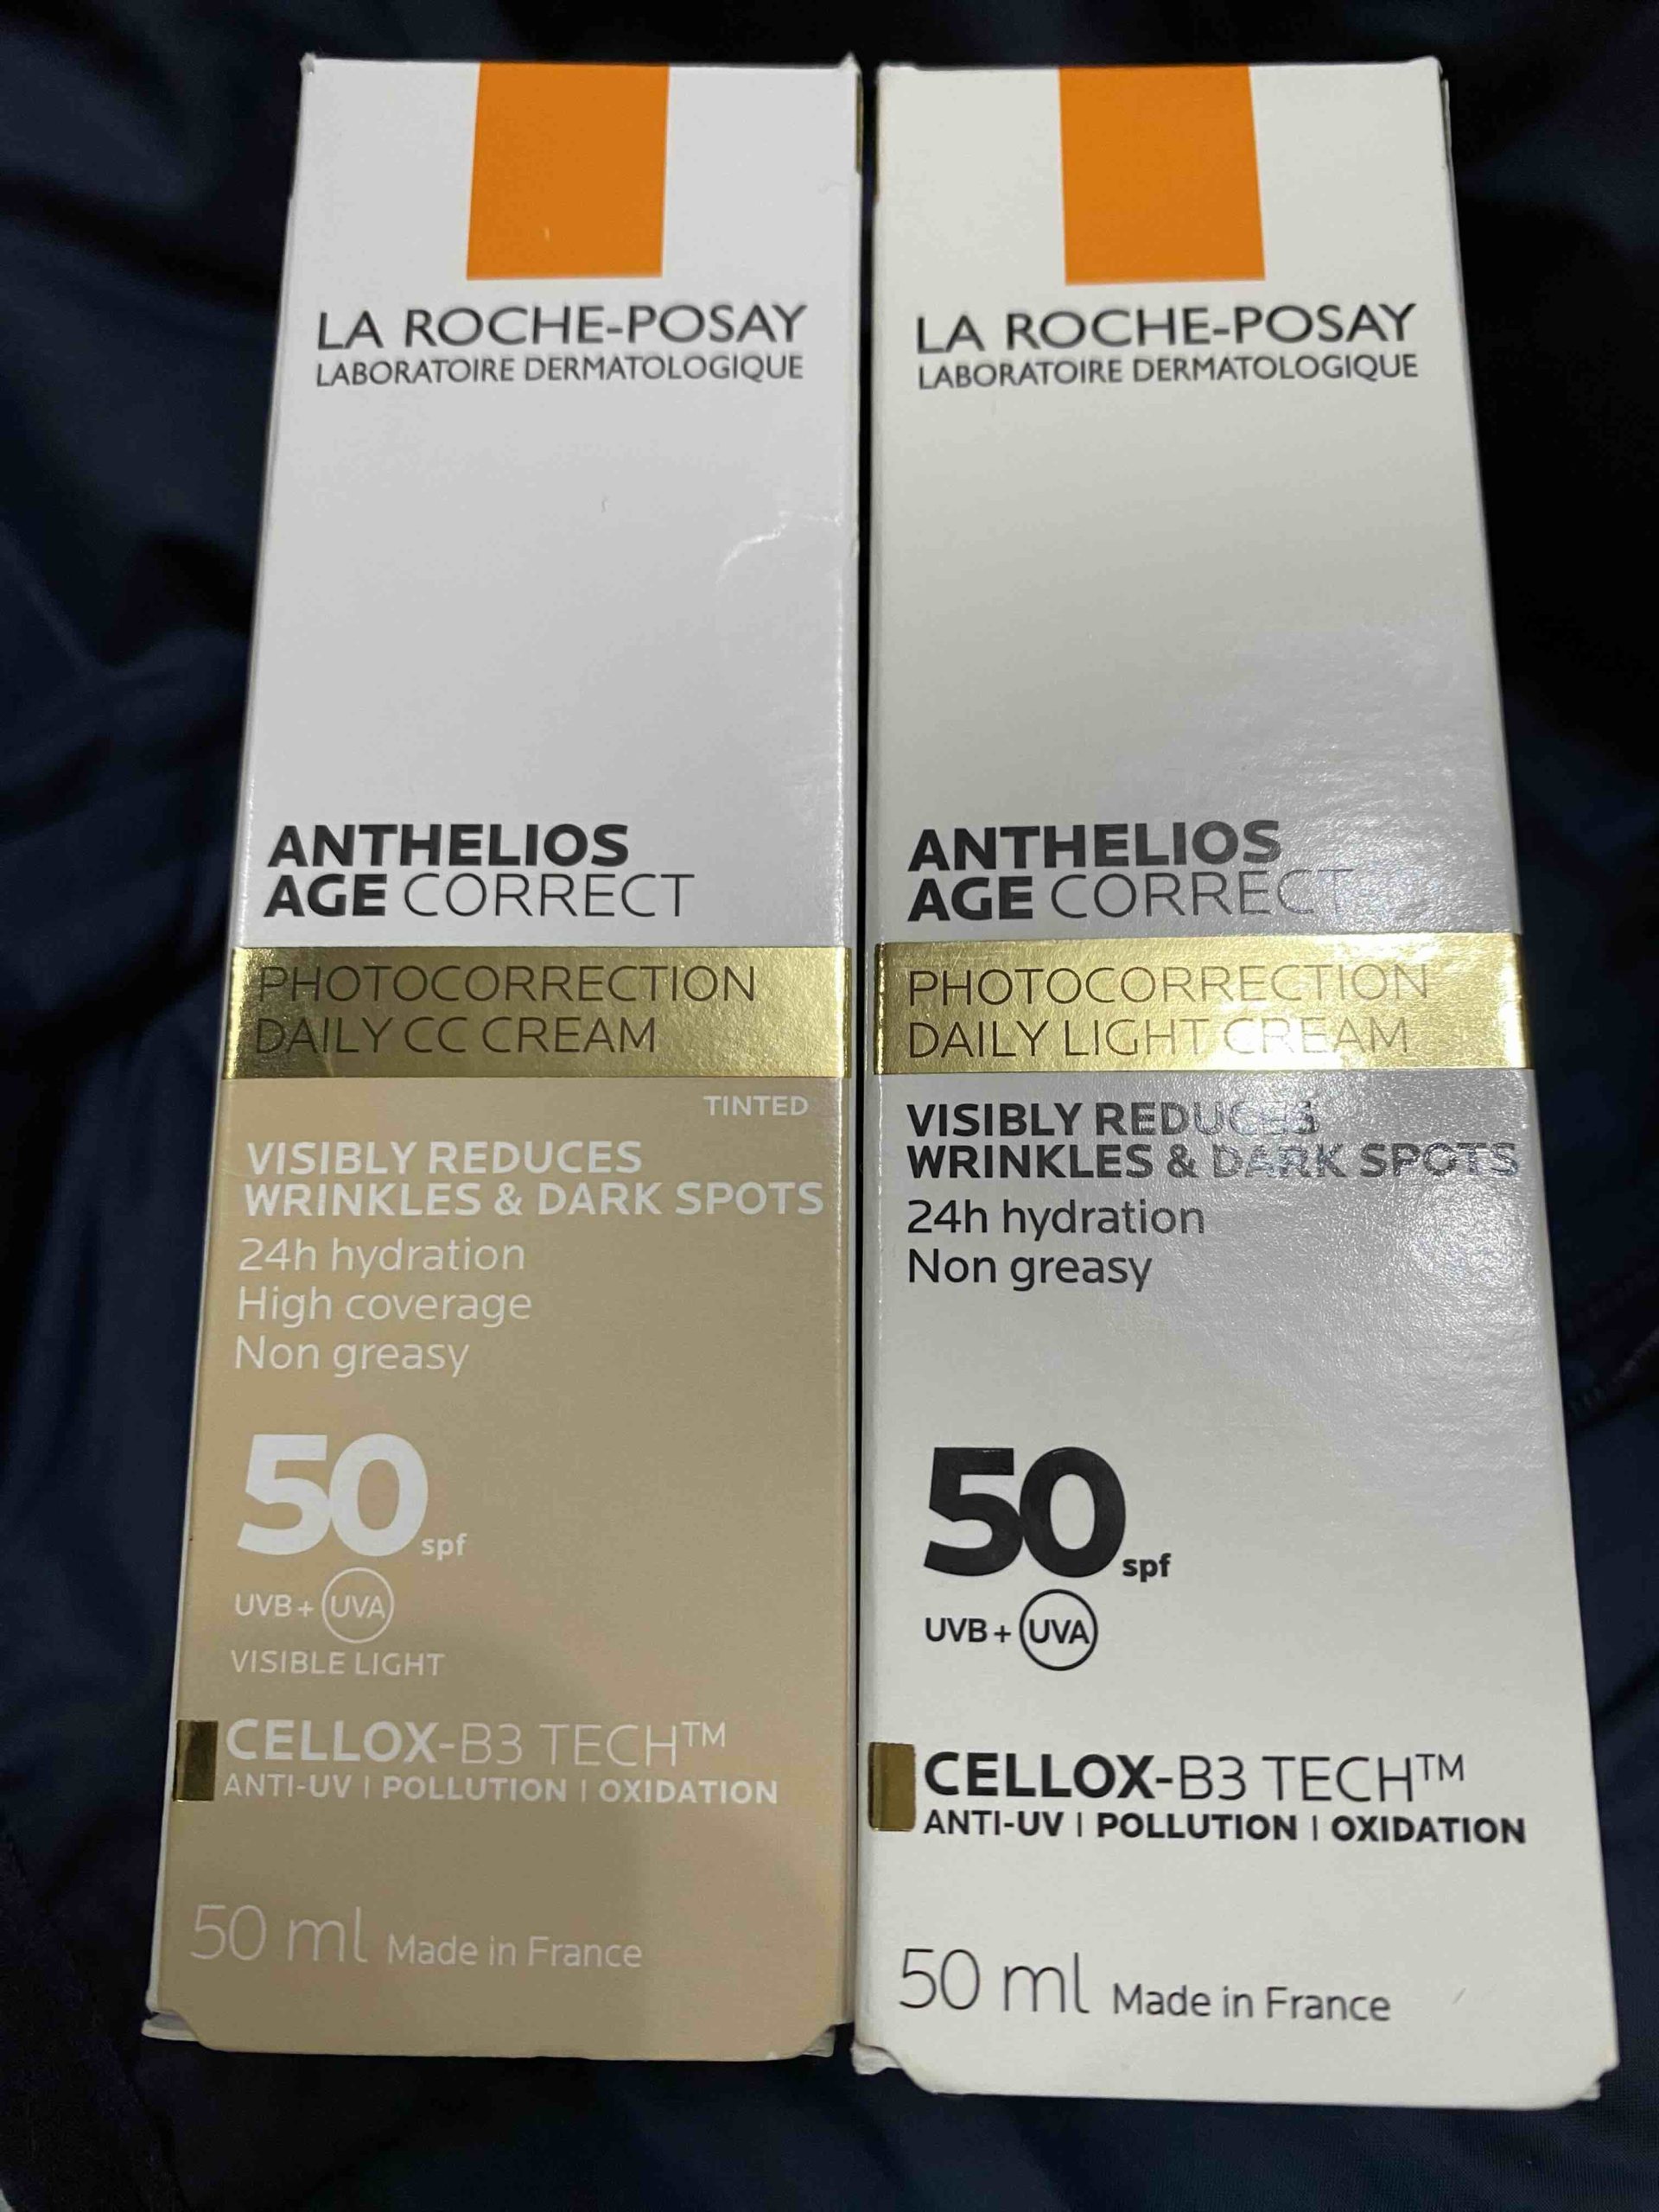 LA ROCHE-POSAY
LABORATOIRE DERMATOLOGIQUE
ANTHELIOS
AGE CORRECT
PHOTOCORRECTION
DAILY CC CREAM
TINTED
VISIBLY REDUCES
WRINKLES & DARK SPOTS
24h hydration
High coverage
Non greasy
50 spf
UVB + UVA
VISIBLE LIGHT
CELLOX-B3 TECH™
ANTI-UV | POLLUTION | OXIDATION
50 ml Made in France
LA ROCHE-POSAY
LABORATOIRE DERMATOLOGIQUE
ANTHELIOS
AGE CORRECT
PHOTOCORRECTION
DAILY LIGHT CREAM
VISIBLY REDUCES
WRINKLES & DARK SPOTS
24h hydration
Non greasy
50 spf
UVB + UVA
CELLOX-B3 TECH™
ANTI-UV | POLLUTION | OXIDATION
50 ml Made in France